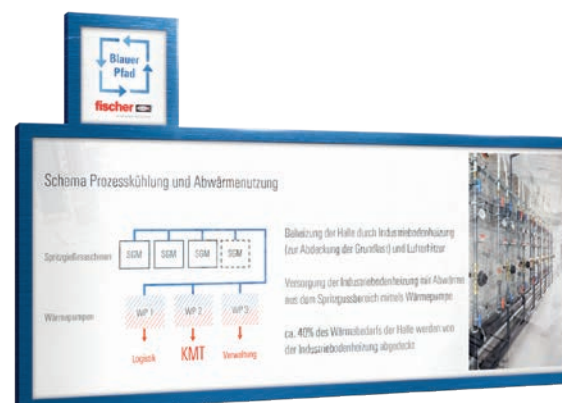 Blauer
Pfad
fischer
Schema Prozesskühlung und Abwärmenutzung
Spritzgießmaschinen
SGM SGM SGM SGM
Beheizung der Halle durch Industriebodenheizung
(zur Abdeckung der Grundlast) und Lufterhitzer
Versorgung der Industriebodenheizung mit Abwärme
aus dem Spritzgussbereich mittels Wärmepumpe
Wärmepumpen
WP 1 WP 2 WP 3
ca. 40% des Wärmebedarfs der Halle werden von
der Industriebodenheizung abgedeckt
Logistik KMT Verwaltung